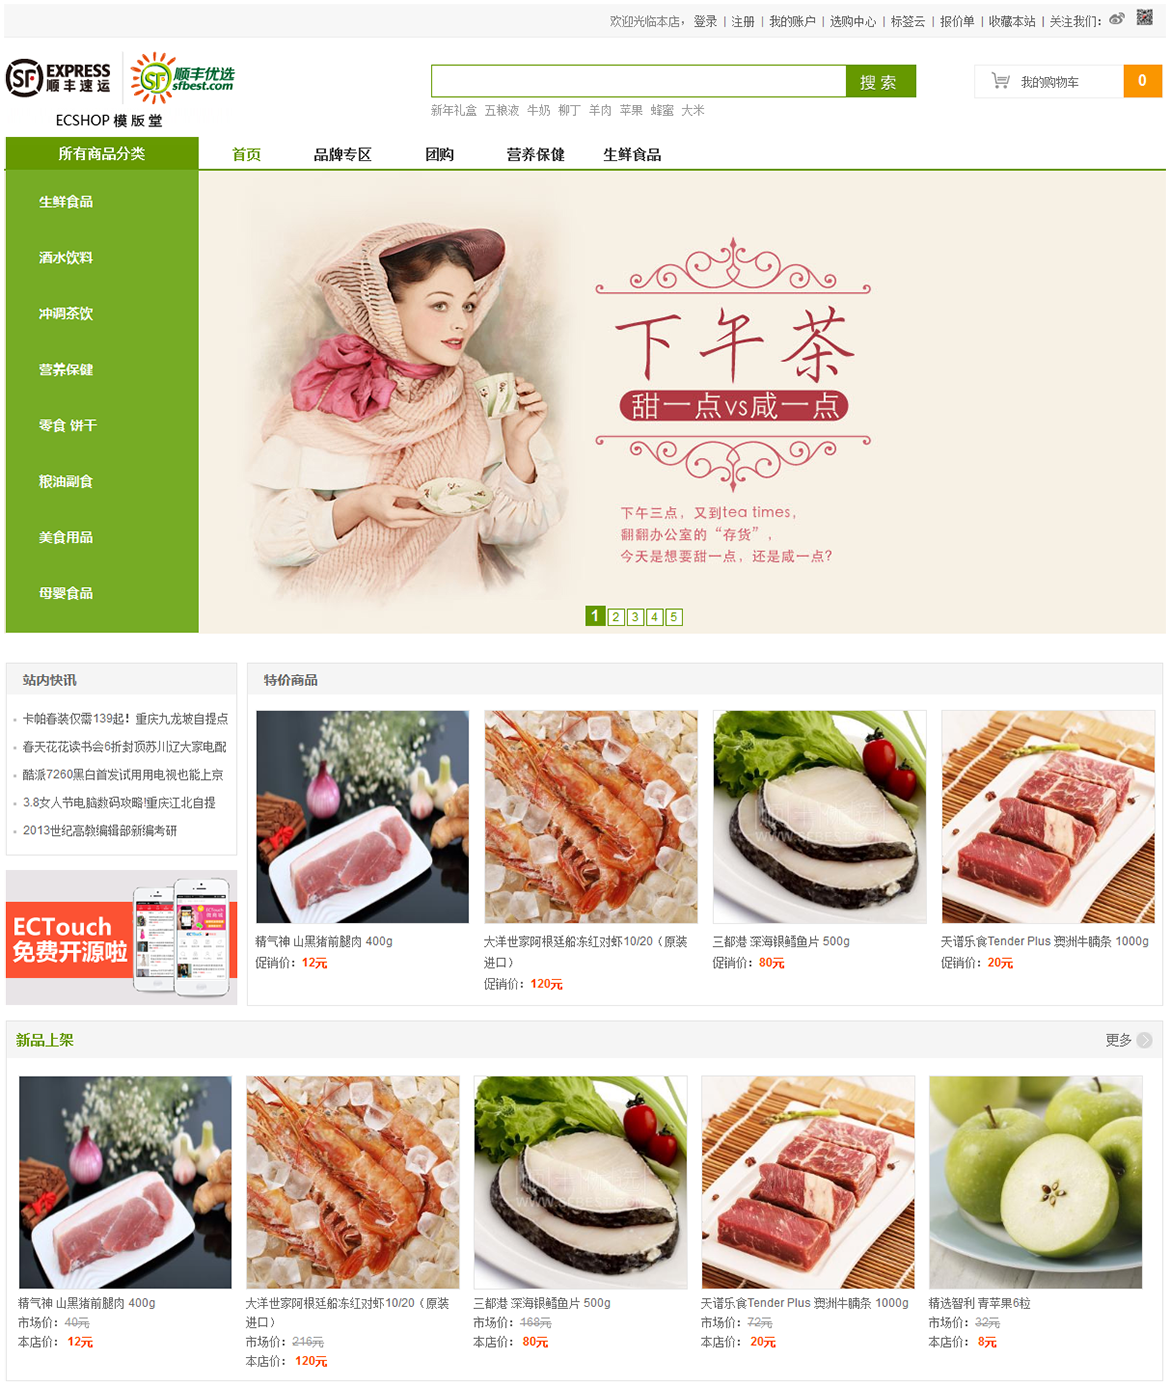 欢迎光临本店， 登录 | 注册 | 我的账户 | 选购中心 | 标签云 | 报价单 | 收藏本站 | 关注我们：
SF EXPRESS
顺丰速运
SF 顺丰优选
sfbest.com
ECSHOP 模版堂
搜 索
我的购物车 0
新年礼盒 五粮液 牛奶 柳丁 羊肉 苹果 蜂蜜 大米
所有商品分类 首页 品牌专区 团购 营养保健 生鲜食品
生鲜食品
酒水饮料
冲调茶饮
营养保健
零食 饼干
粮油副食
美食用品
母婴食品
下午茶
甜一点vs咸一点
下午三点，又到tea times，
翻翻办公室的“存货”，
今天是想要甜一点，还是咸一点？
1 2 3 4 5
站内快讯
卡帕春装仅需139起！重庆九龙坡自提点
春天花花读书会6折封顶苏川辽大家电配
酷派7260黑白首发试用用电视也能上京
3.8女人节电脑数码攻略!重庆江北自提
2013世纪高教编辑部新编考研
ECTouch
免费开源啦
特价商品
精气神 山黑猪前腿肉 400g
促销价：12元
大洋世家阿根廷船冻红对虾10/20（原装
进口）
促销价：120元
三都港 深海银鳕鱼片 500g
促销价：80元
天谱乐食Tender Plus 澳洲牛腩条 1000g
促销价：20元
新品上架
更多
精气神 山黑猪前腿肉 400g
市场价：40元
本店价：12元
大洋世家阿根廷船冻红对虾10/20（原装
进口）
市场价：216元
本店价：120元
三都港 深海银鳕鱼片 500g
市场价：168元
本店价：80元
天谱乐食Tender Plus 澳洲牛腩条 1000g
市场价：72元
本店价：20元
精选智利 青苹果6粒
市场价：32元
本店价：8元